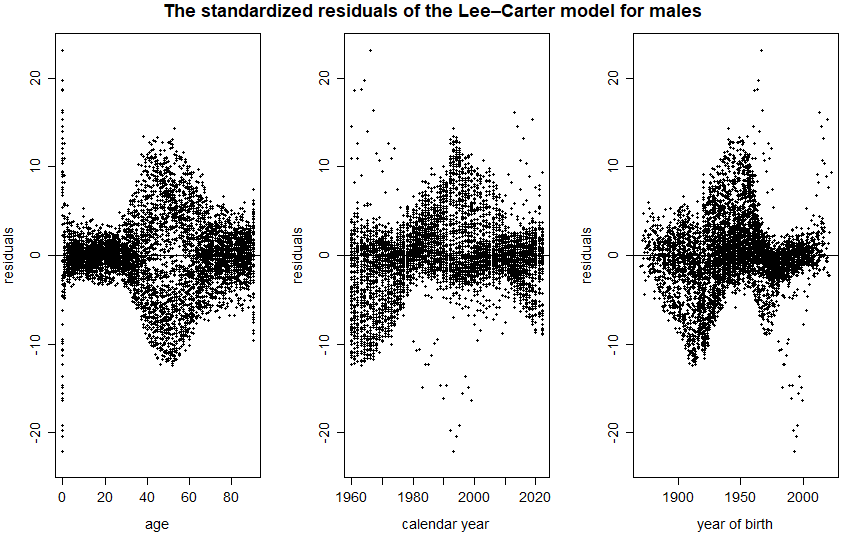 The standardized residuals of the Lee–Carter model for males
residuals
20
10
0
-10
-20
0 20 40 60 80
age
residuals
20
10
0
-10
-20
1960 1980 2000 2020
calendar year
residuals
20
10
0
-10
-20
1900 1950 2000
year of birth